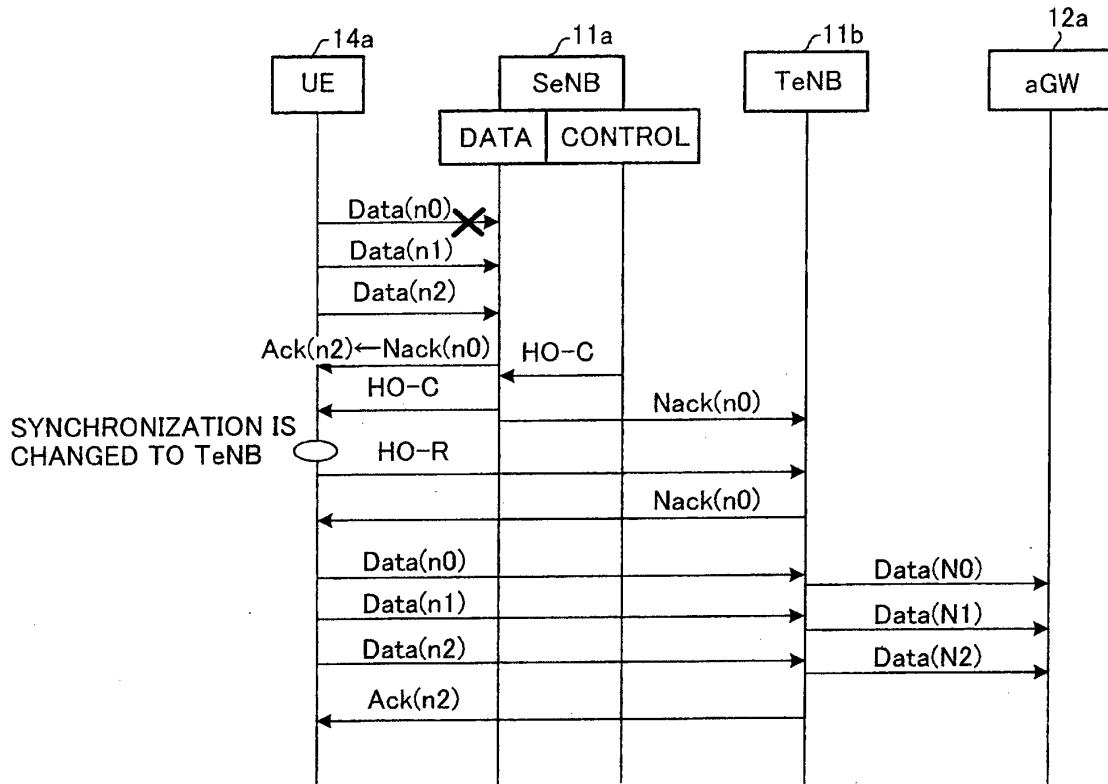 14a
11a
11b
12a
UE
SeNB
TeNB
aGW
DATA
CONTROL
Data(n0)
Data(n1)
Data(n2)
Ack(n2)←Nack(n0)
HO-C
HO-C
Nack(n0)
SYNCHRONIZATION IS
CHANGED TO TeNB
HO-R
Nack(n0)
Data(n0)
Data(N0)
Data(n1)
Data(N1)
Data(n2)
Data(N2)
Ack(n2)